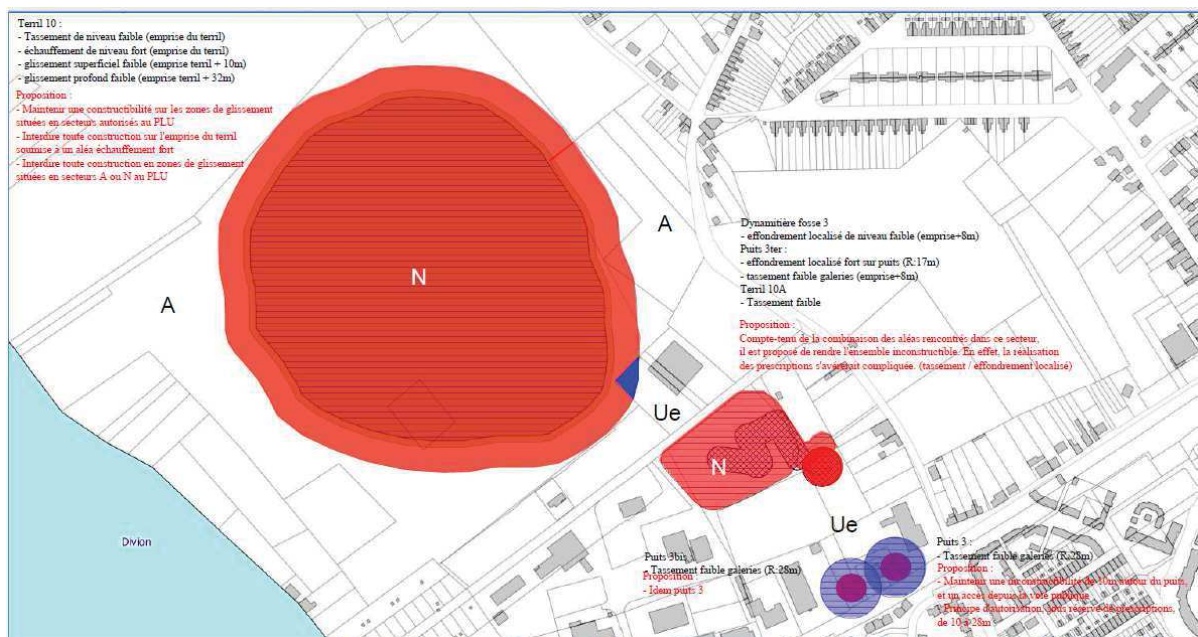 Terril 10 :
- Tassement de niveau faible (emprise du terril)
- échauffement de niveau fort (emprise du terril)
- glissement superficiel faible (emprise terril + 10m)
- glissement profond faible (emprise terril + 32m)
Proposition :
- Maintenir une constructibilité sur les zones de glissement
situées en secteurs autorisés au PLU
- Interdire toute construction sur l'emprise du terril
soumise à un aléa échauffement fort
- Interdire toute construction en zones de glissement
situées en secteurs A ou N au PLU
A
N
A
Dynamitière fosse 3
- effondrement localisé de niveau faible (emprise+8m)
Puits 3ter :
- effondrement localisé fort sur puits (R:17m)
- tassement faible galeries (emprise+8m)
Terril 10A
- Tassement faible
Proposition :
Compte-tenu de la combinaison des aléas rencontrés dans ce secteur,
il est proposé de rendre l'ensemble inconstructible. En effet, la réalisation
des prescriptions s'avèrerait compliquée. (tassement / effondrement localisé)
Ue
N
Ue
Divion
Puits 3bis :
- Tassement faible galeries (R:28m)
Proposition :
- Idem puits 3
Puits 3 :
- Tassement faible galeries (R:28m)
Proposition :
- Maintenir une inconstructibilité de 10m autour du puits,
et un accès depuis la voie publique
- Principe d'autorisation, sous réserve de prescriptions,
de 10 à 28m